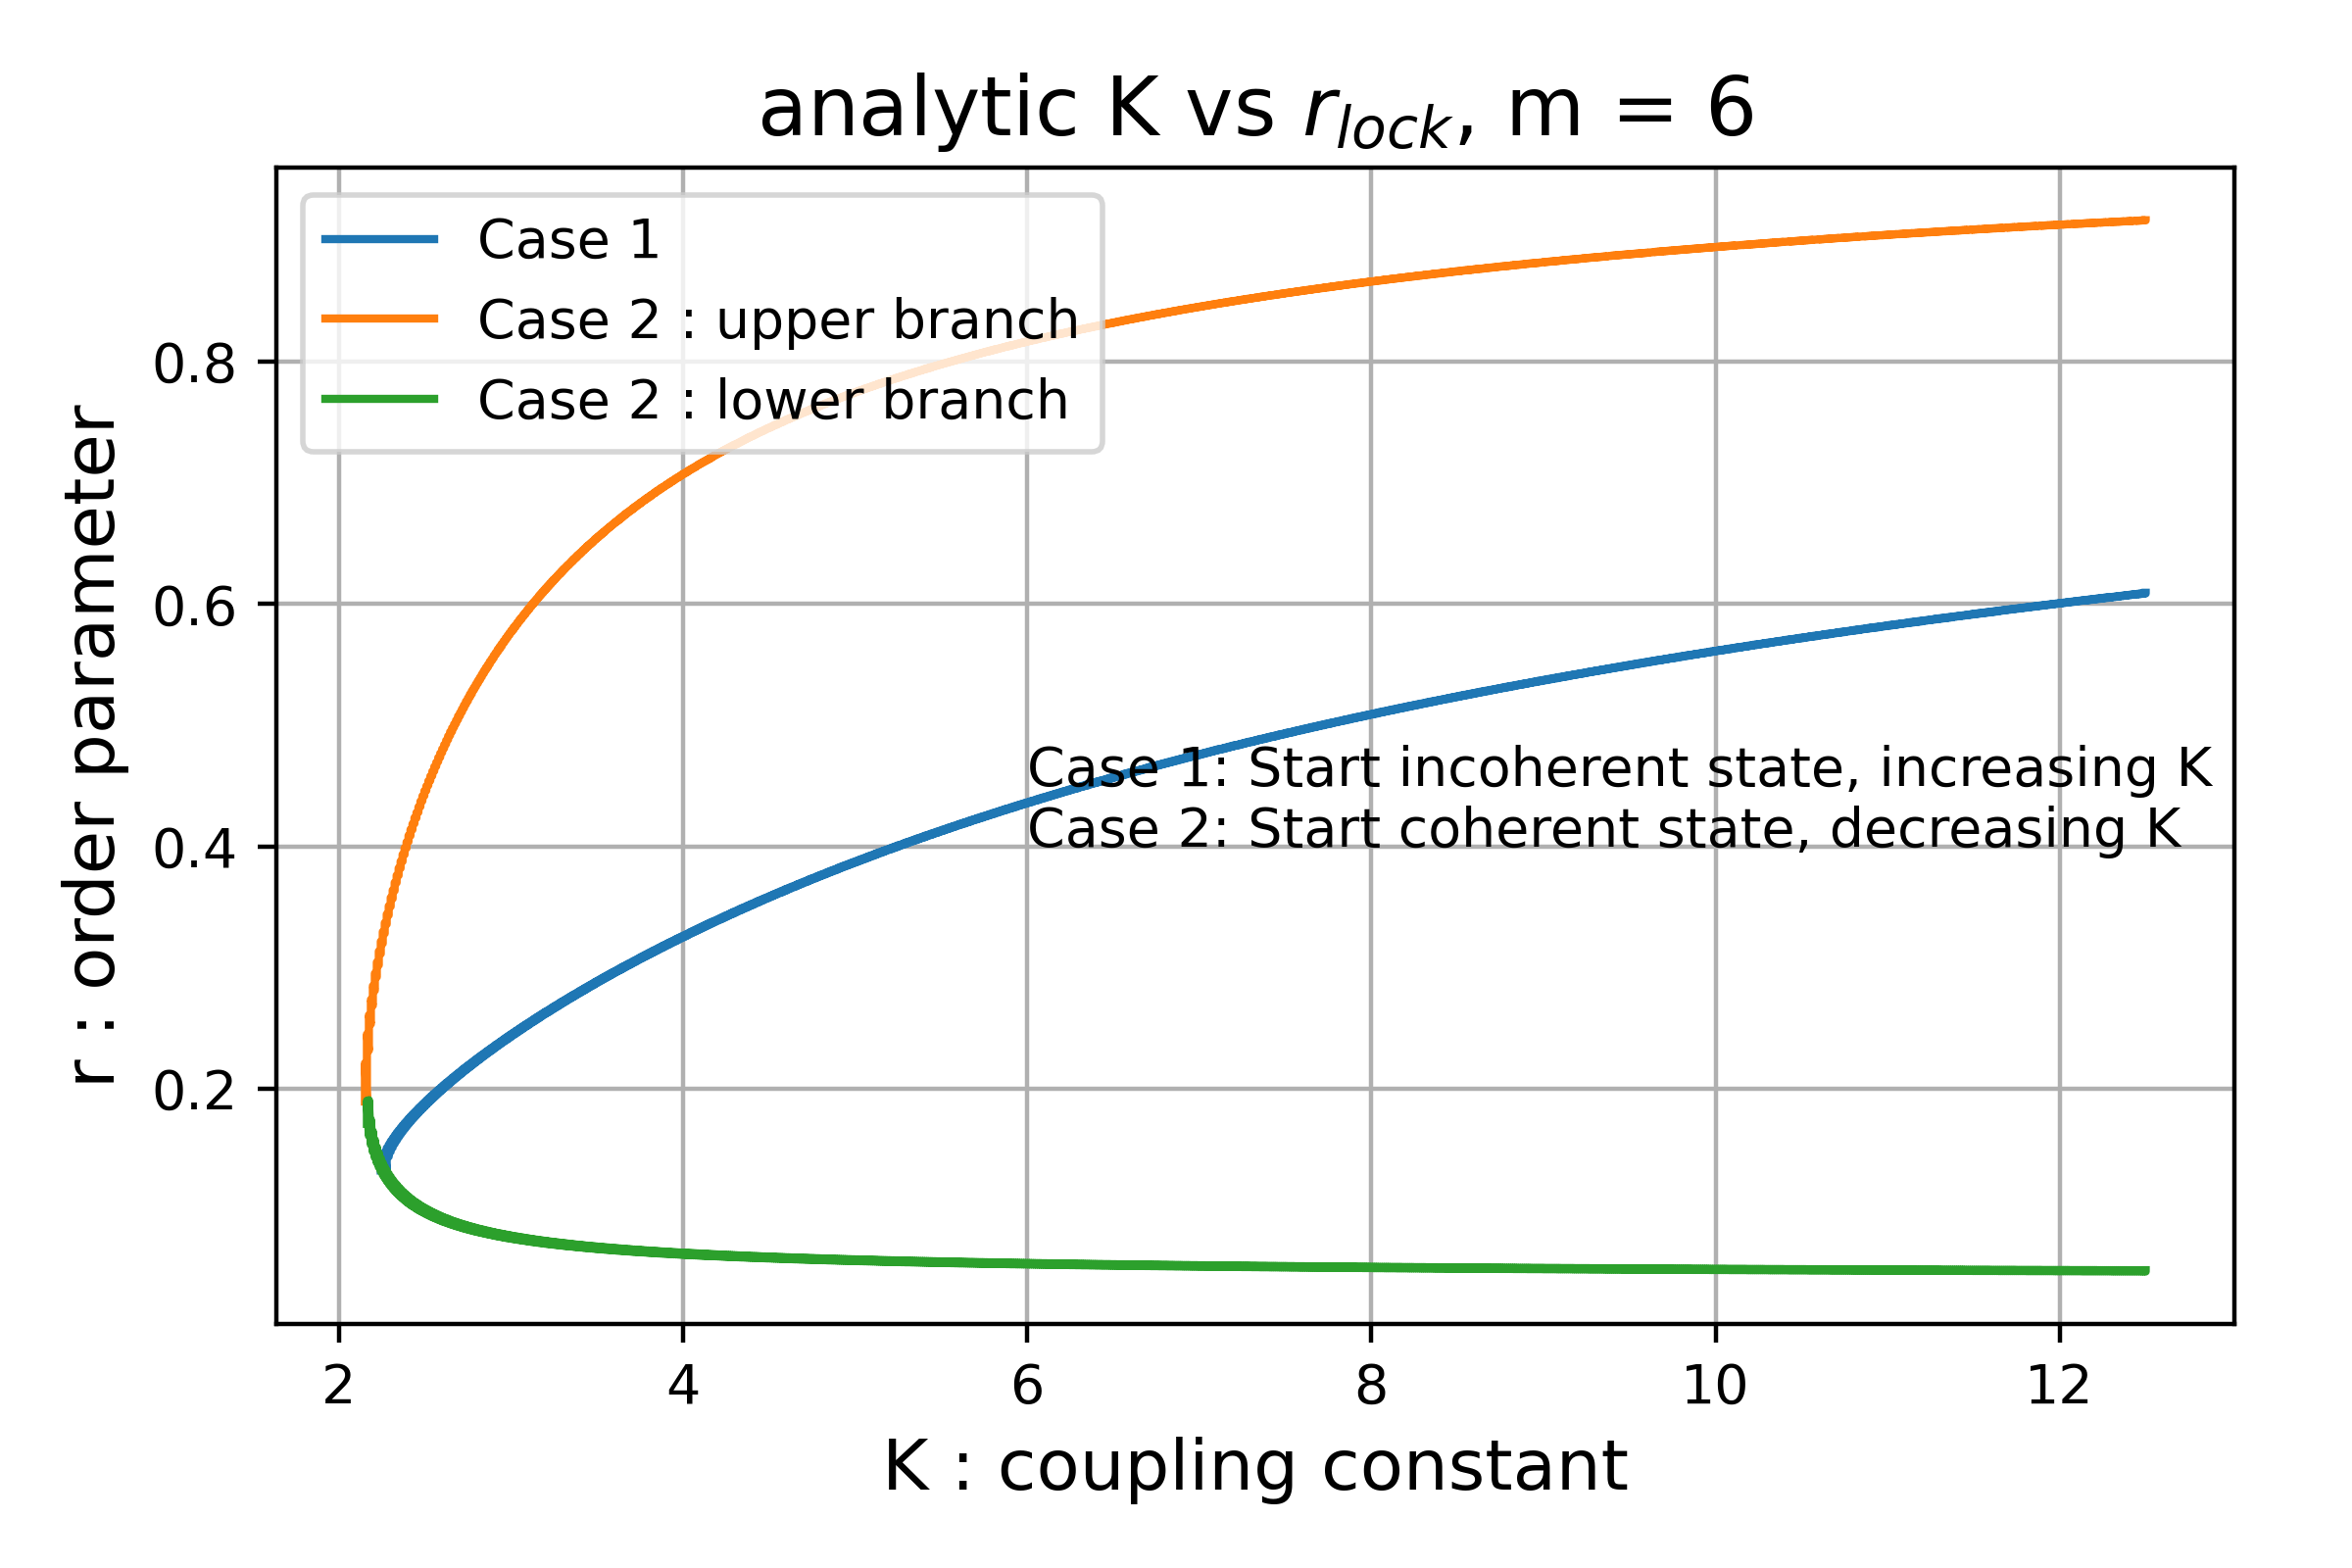 analytic K vs r_lock, m = 6
Case 1
Case 2 : upper branch
Case 2 : lower branch
0.8
0.6
0.4
0.2
r : order parameter
Case 1: Start incoherent state, increasing K
Case 2: Start coherent state, decreasing K
2 4 6 8 10 12
K : coupling constant